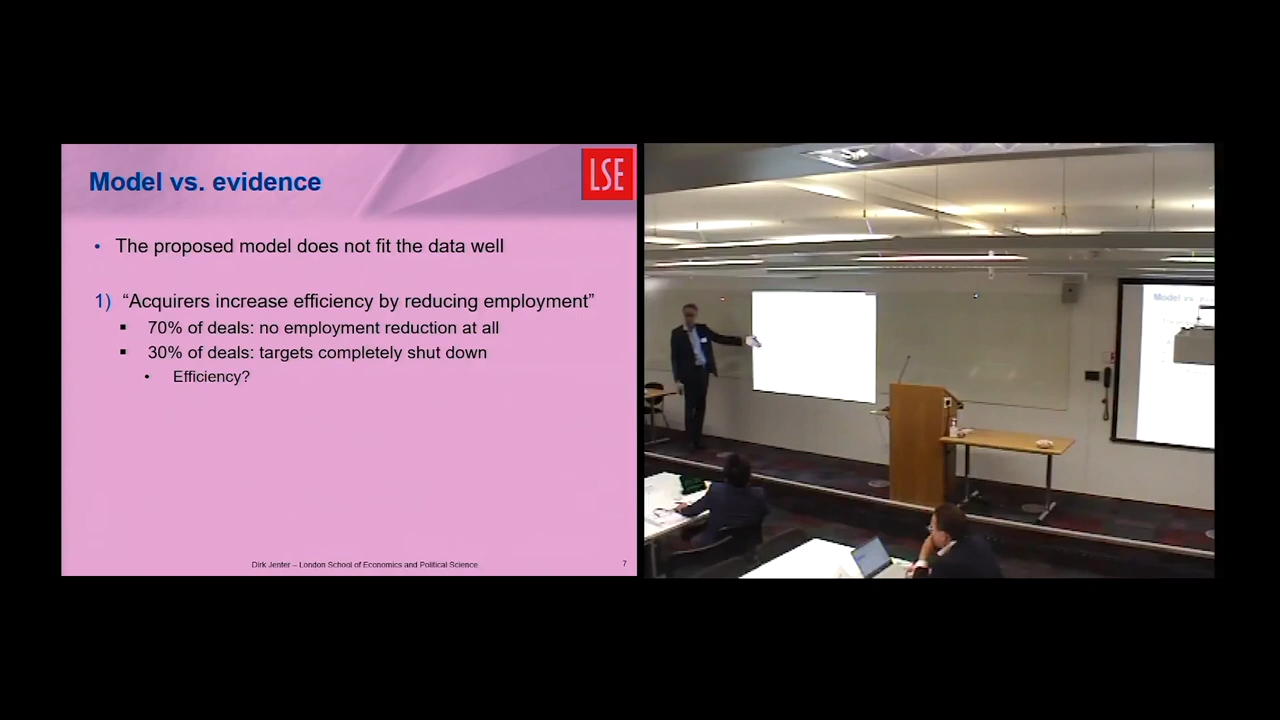 Model vs. evidence
LSE
• The proposed model does not fit the data well
1) “Acquirers increase efficiency by reducing employment”
▪ 70% of deals: no employment reduction at all
▪ 30% of deals: targets completely shut down
• Efficiency?
Dirk Jenter – London School of Economics and Political Science
7
Model vs.